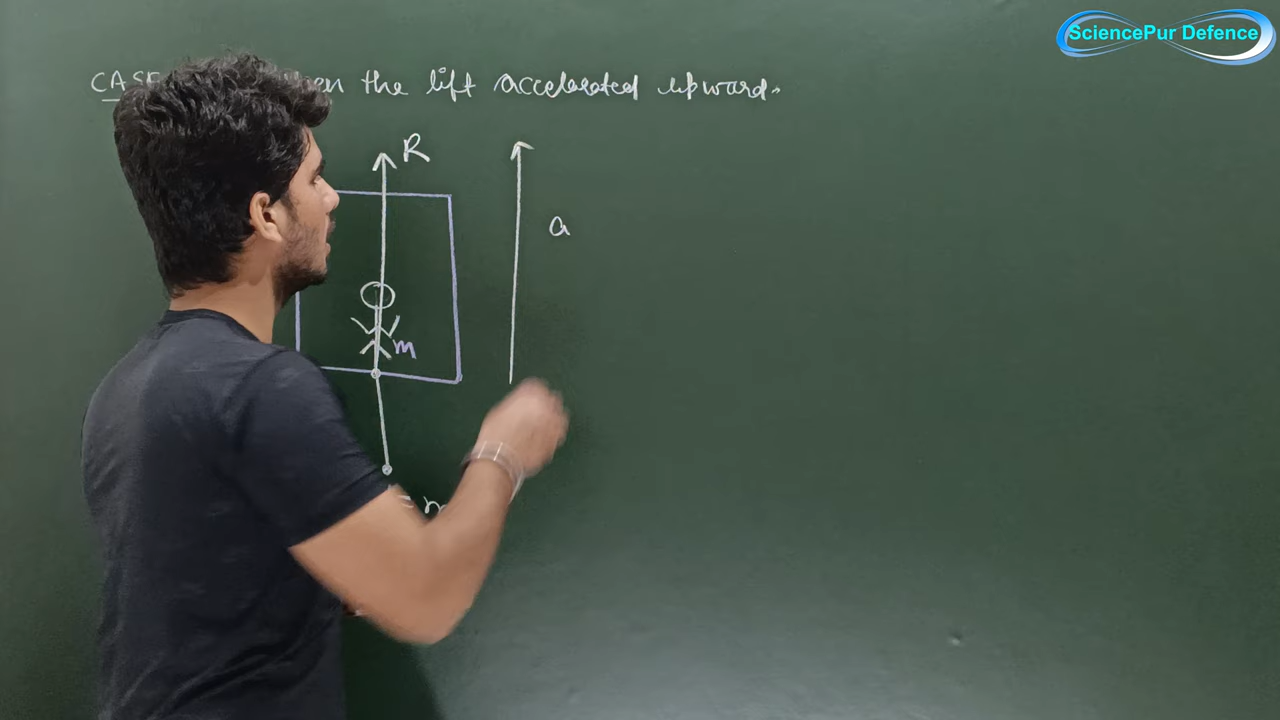 SciencePur Defence
CASE the lift accelerated upward.
R
a
m
=